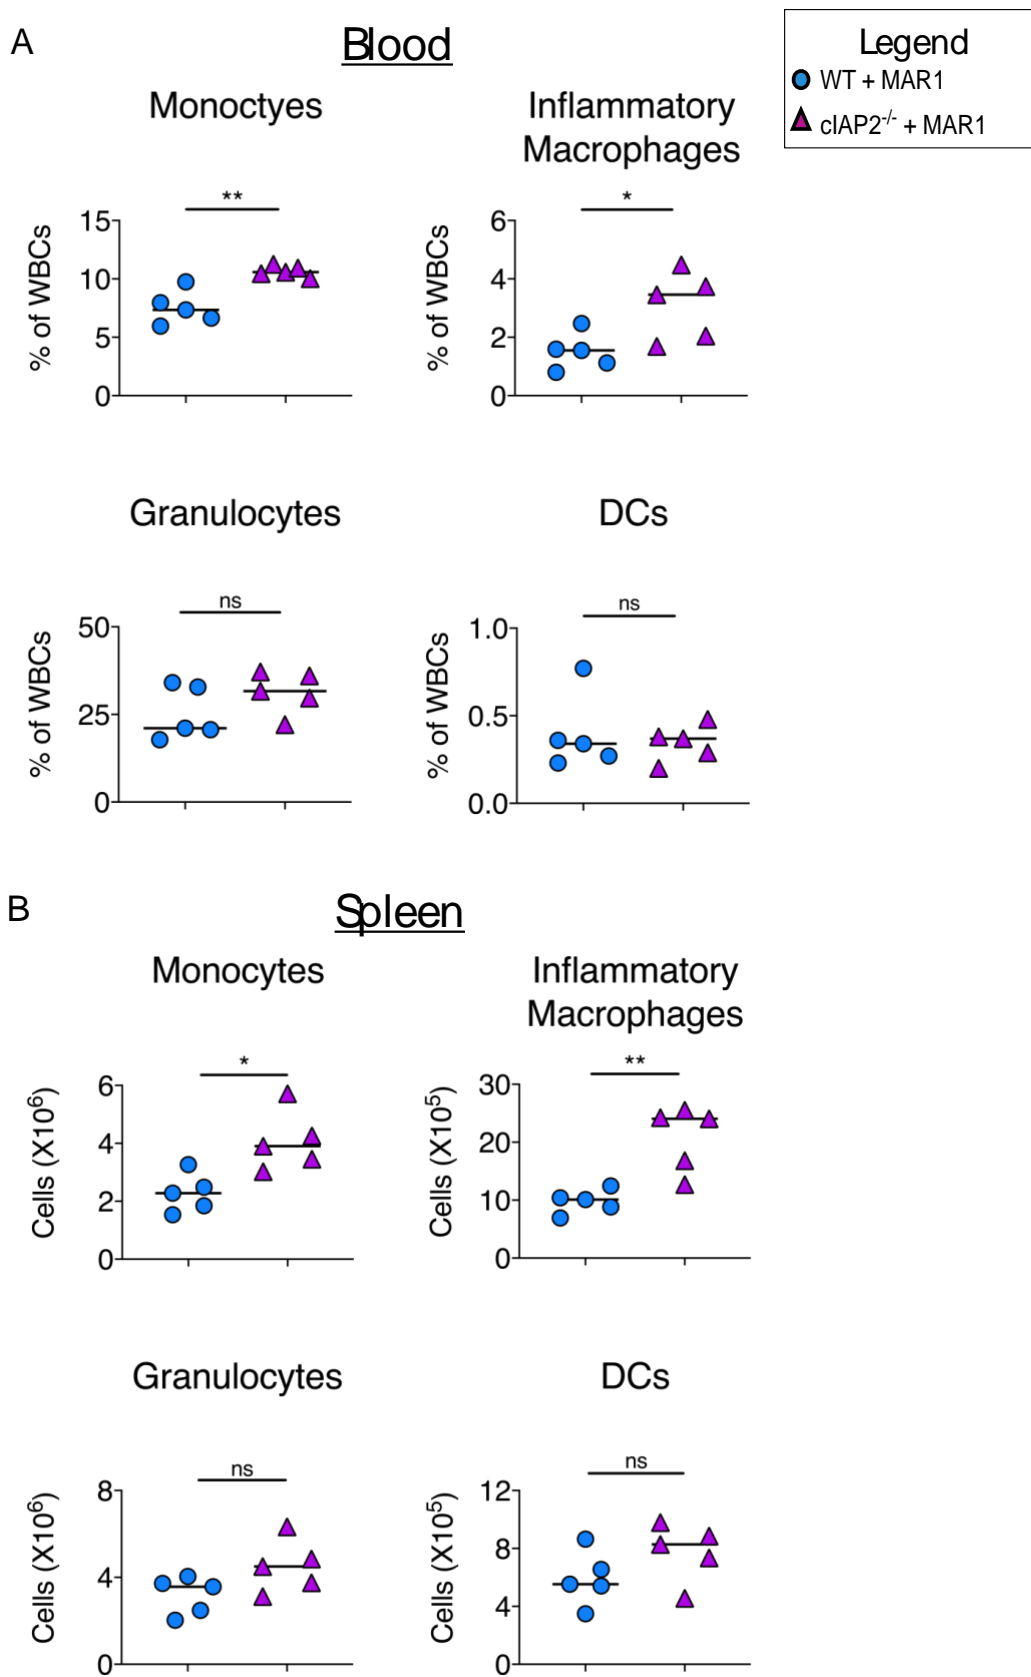 A
Blood
Legend
WT + MAR1
cIAP2-/- + MAR1
Monoctyes
Inflammatory
Macrophages
**
*
% of WBCs
15
10
5
0
% of WBCs
6
4
2
0
Granulocytes
DCs
ns
ns
% of WBCs
50
25
0
% of WBCs
1.0
0.5
0.0
B
Spleen
Monocytes
Inflammatory
Macrophages
*
**
Cells (X10⁶)
6
4
2
0
Cells (X10⁵)
30
20
10
0
Granulocytes
DCs
ns
ns
Cells (X10⁶)
8
4
0
Cells (X10⁵)
12
8
4
0